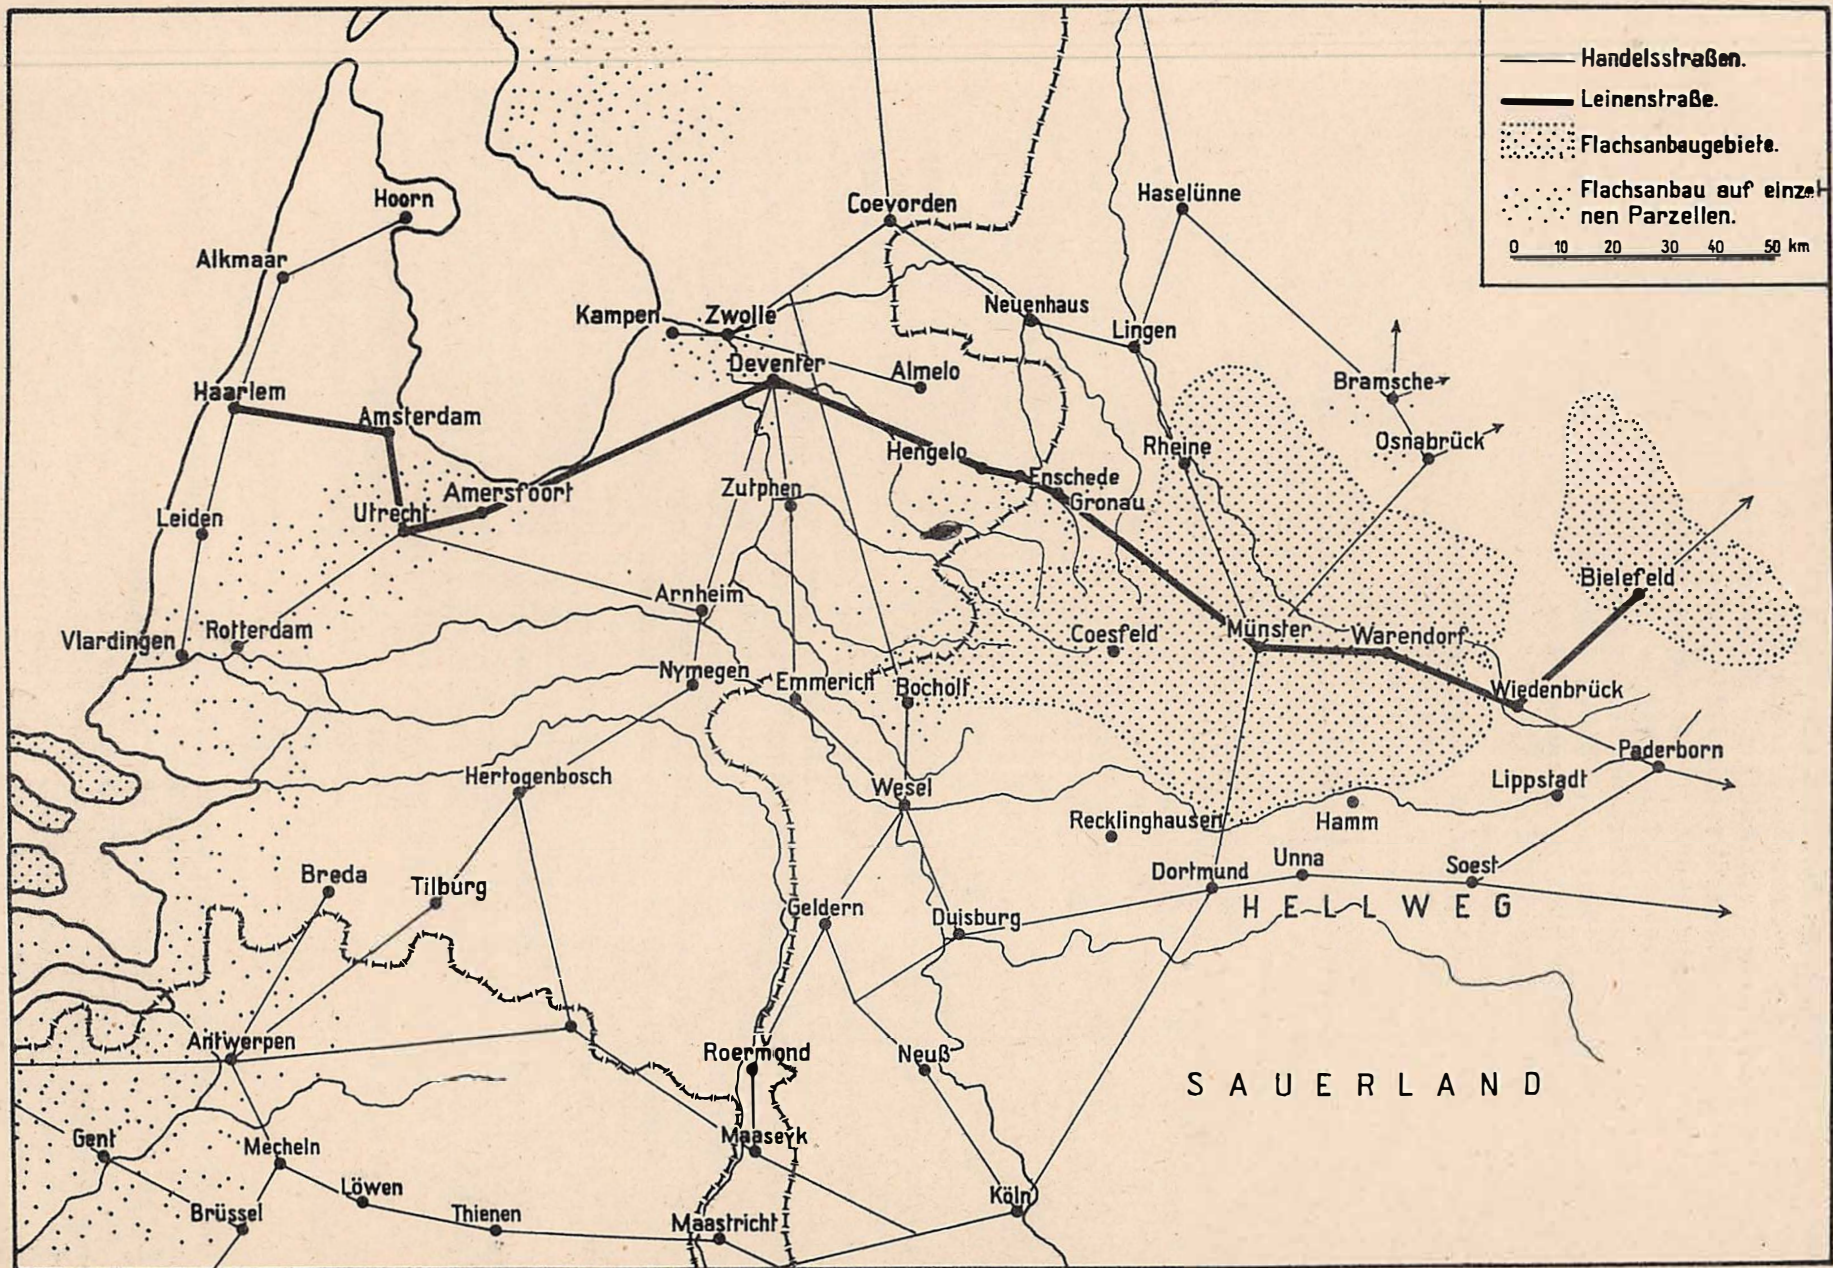 Handelsstraßen.
Leinenstraße.
Flachsanbaugebiete.
Flachsanbau auf einzel-
nen Parzellen.
0 10 20 30 40 50 km
Hoorn
Coevorden
Haselünne
Alkmaar
Kampen
Zwolle
Neuenhaus
Lingen
Deventer
Almelo
Bramsche
Haarlem
Amsterdam
Hengelo
Rheine
Osnabrück
Enschede
Gronau
Zutphen
Amersfoort
Utrecht
Leiden
Bielefeld
Arnheim
Vlardingen
Rotterdam
Coesfeld
Münster
Warendorf
Nymegen
Emmerich
Bocholt
Wiedenbrück
Paderborn
Hertogenbosch
Wesel
Lippstadt
Recklinghausen
Hamm
Breda
Tilburg
Dortmund
Unna
Soest
Geldern
Duisburg
HELLWEG
Antwerpen
Roermond
Neuß
SAUERLAND
Gent
Mecheln
Maaseyk
Löwen
Köln
Brüssel
Thienen
Maastricht